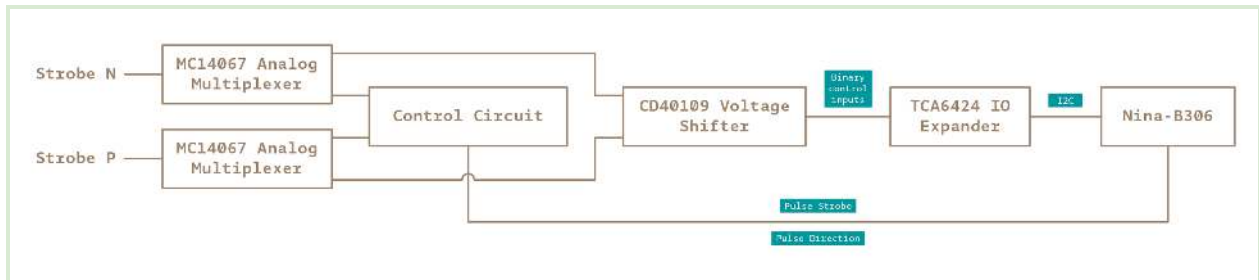 Strobe N
MC14067 Analog
Multiplexer
Control Circuit
Strobe P
MC14067 Analog
Multiplexer
CD40109 Voltage
Shifter
Binary
control
inputs
TCA6424 IO
Expander
I2C
Nina-B306
Pulse Strobe
Pulse Direction